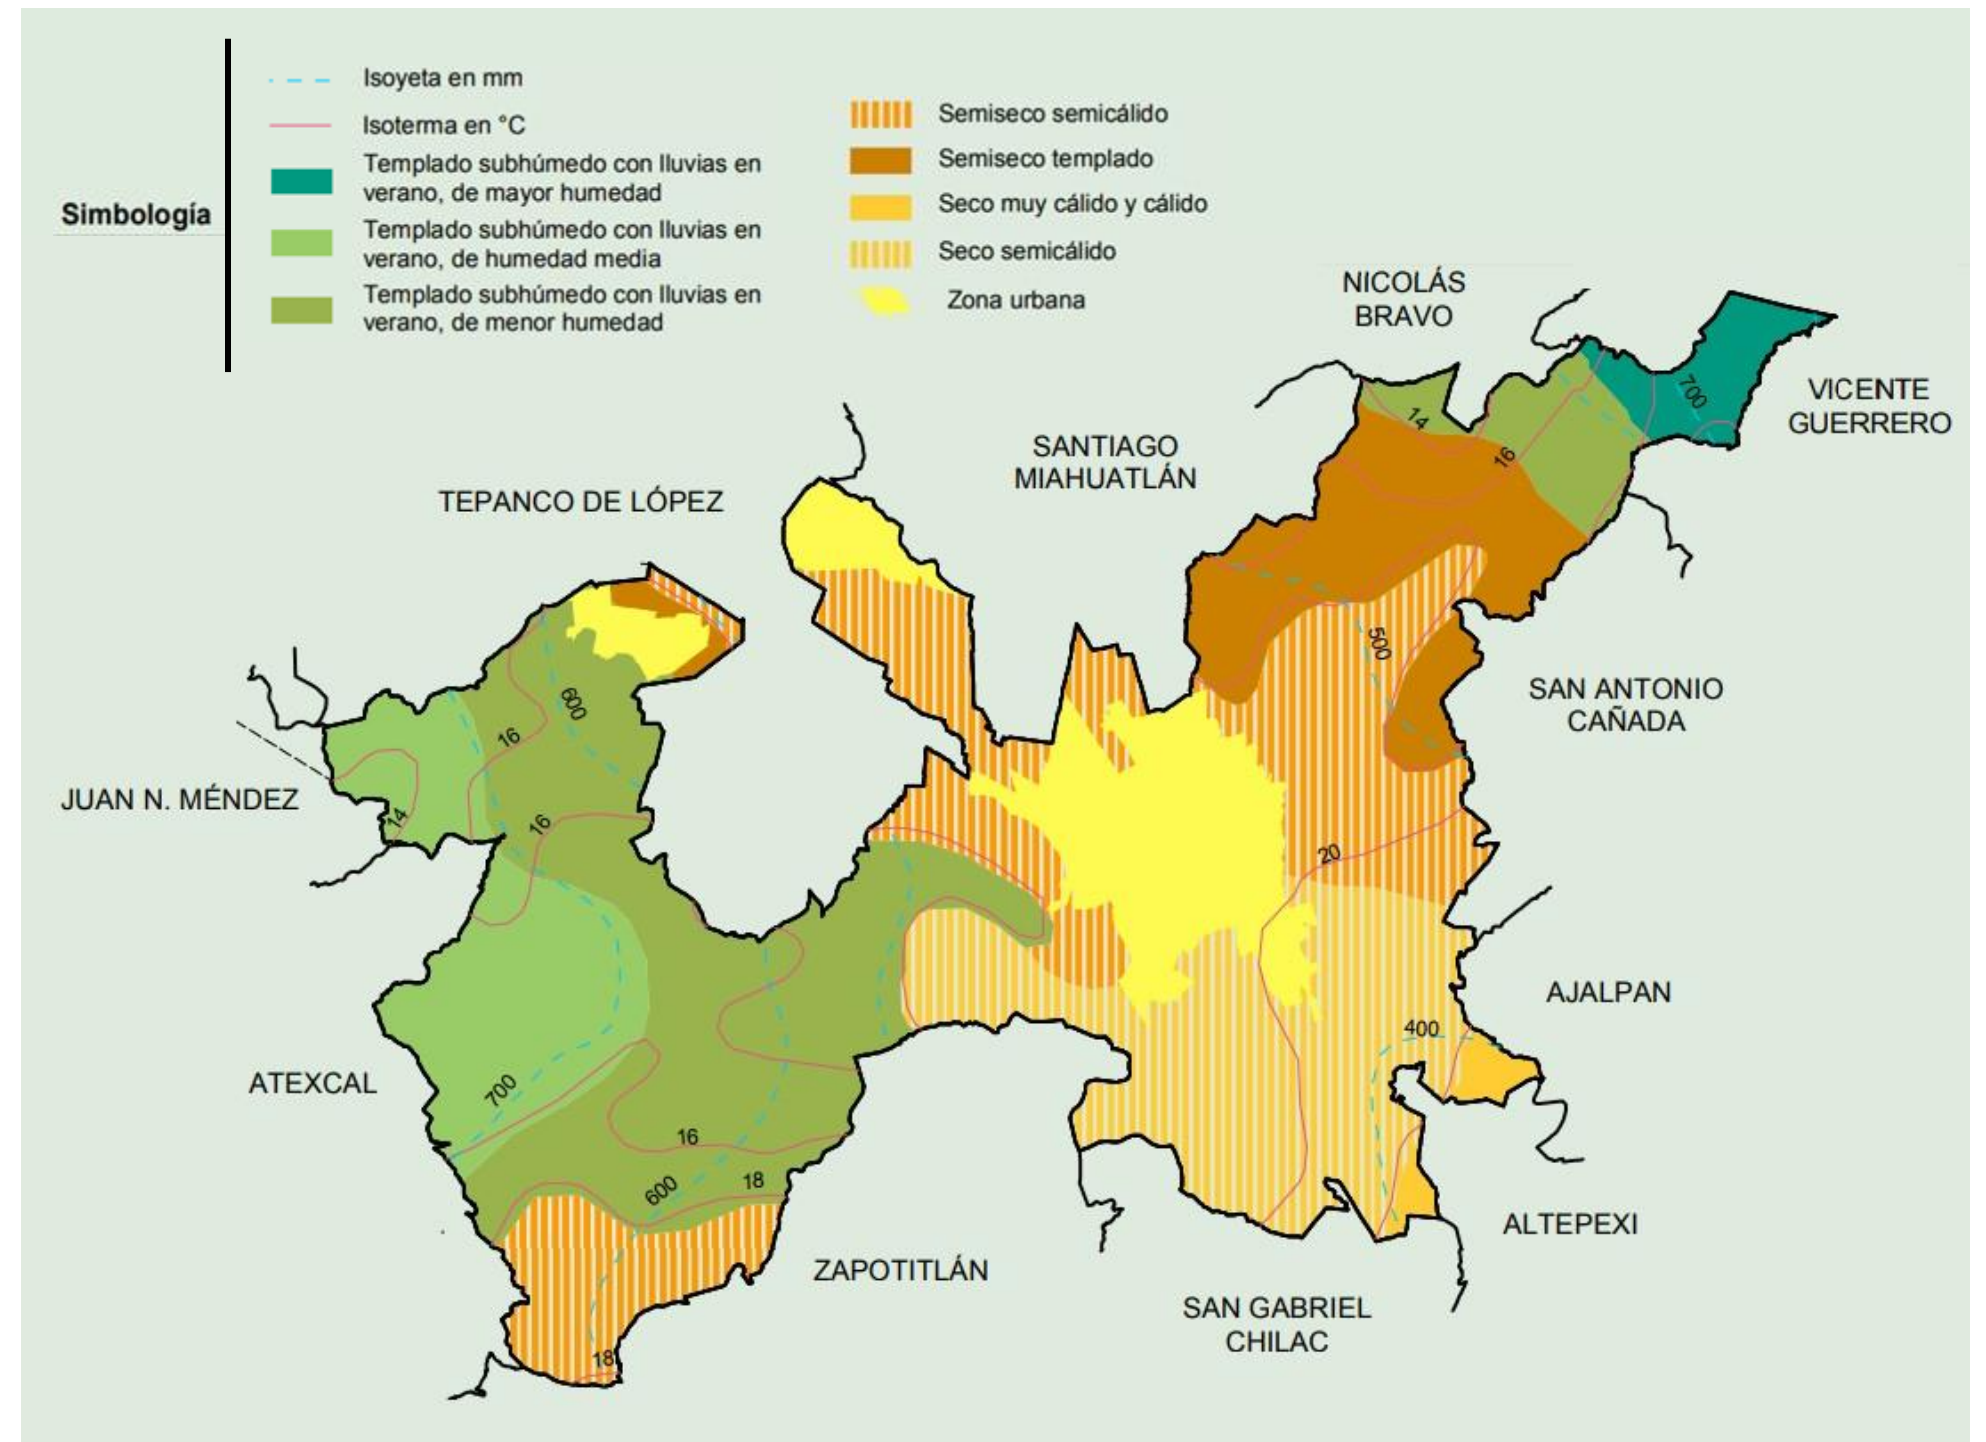 Simbología
Isoyeta en mm
Isoterma en °C
Templado subhúmedo con lluvias en
verano, de mayor humedad
Templado subhúmedo con lluvias en
verano, de humedad media
Templado subhúmedo con lluvias en
verano, de menor humedad
Semiseco semicálido
Semiseco templado
Seco muy cálido y cálido
Seco semicálido
Zona urbana
NICOLÁS
BRAVO
VICENTE
GUERRERO
700
14
16
SANTIAGO
MIAHUATLÁN
TEPANCO DE LÓPEZ
500
SAN ANTONIO
CAÑADA
600
16
JUAN N. MÉNDEZ
14
16
20
AJALPAN
400
ATEXCAL
700
16
600
18
ALTEPEXI
ZAPOTITLÁN
SAN GABRIEL
CHILAC
18